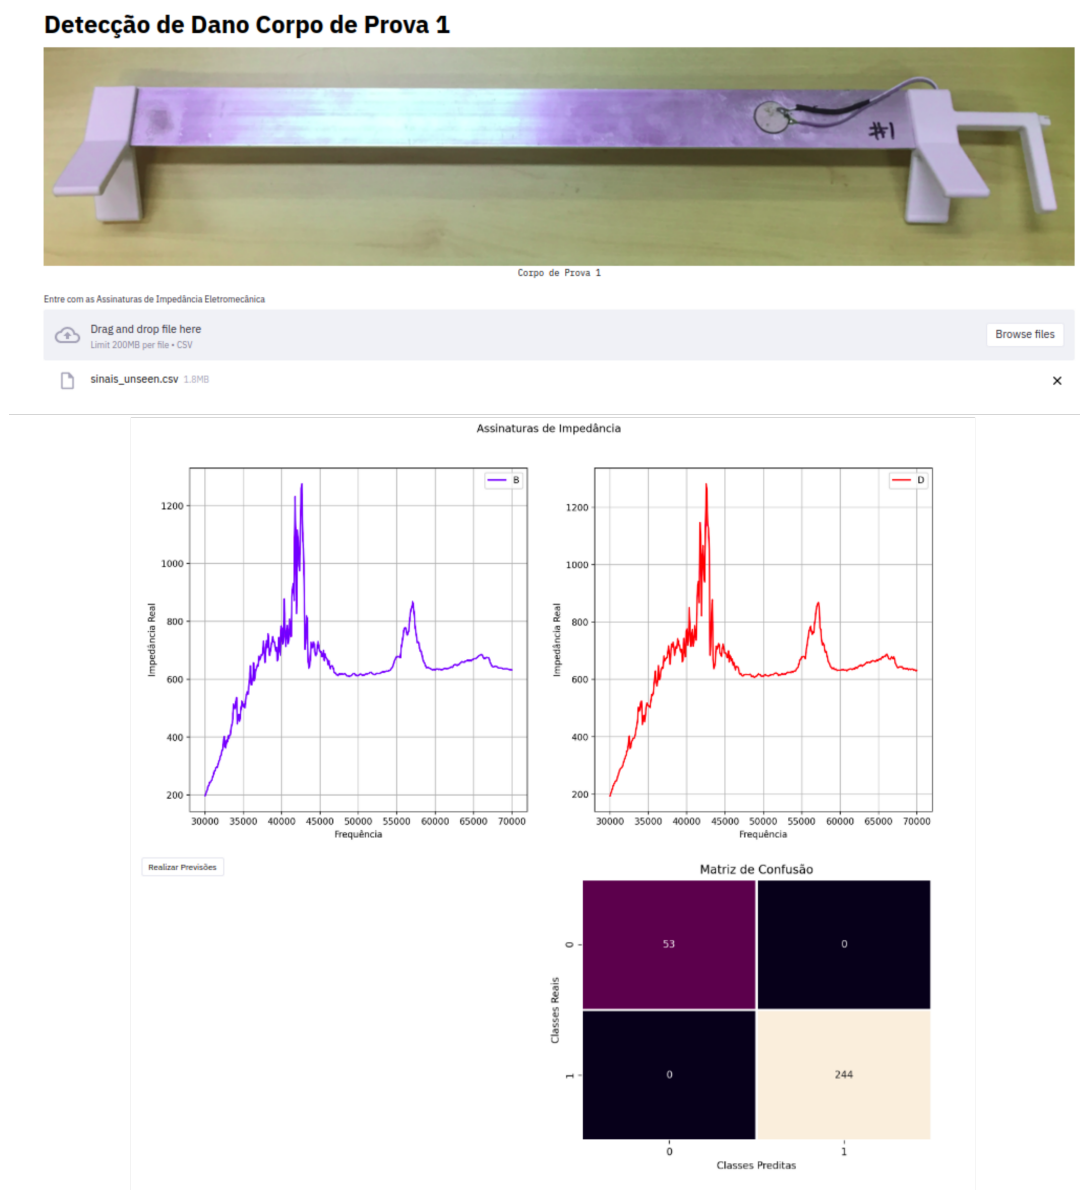 Detecção de Dano Corpo de Prova 1
#1
Corpo de Prova 1
Entre com as Assinaturas de Impedância Eletromecânica
Drag and drop file here
Limit 200MB per file • CSV
Browse files
sinais_unseen.csv 1.8MB
Assinaturas de Impedância
B
1200
1000
800
600
400
200
Impedância Real
30000 35000 40000 45000 50000 55000 60000 65000 70000
Frequência
D
1200
1000
800
600
400
200
Impedância Real
30000 35000 40000 45000 50000 55000 60000 65000 70000
Frequência
Realizar Previsões
Matriz de Confusão
0
53 0
Classes Reais
1
0 244
0 1
Classes Preditas